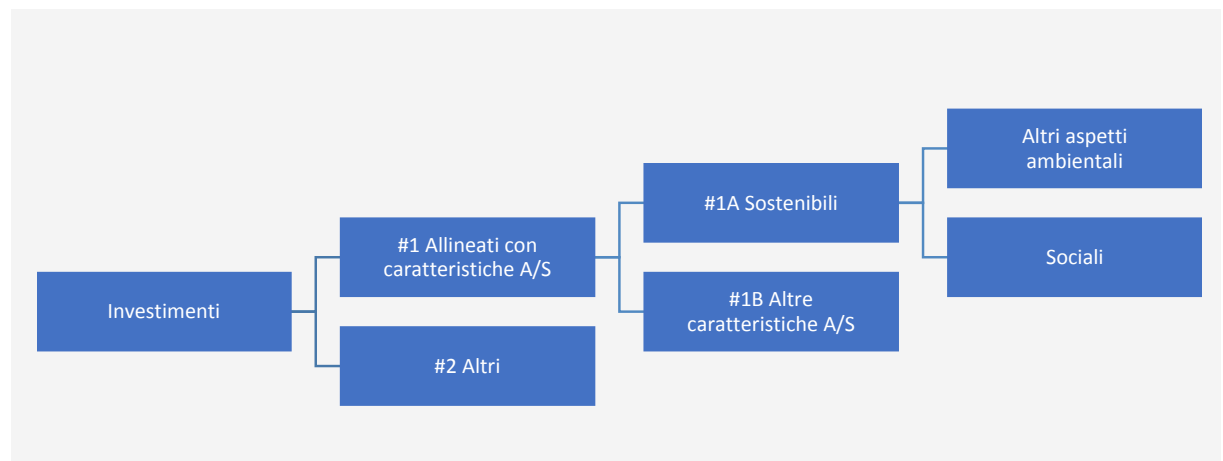 Altri aspetti
ambientali
#1A Sostenibili
#1 Allineati con
caratteristiche A/S
Sociali
Investimenti
#1B Altre
caratteristiche A/S
#2 Altri